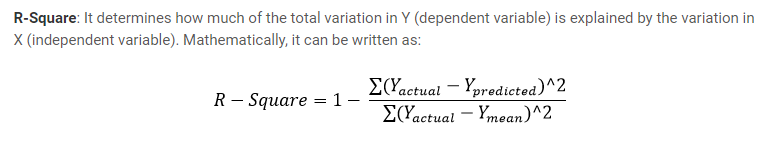 R-Square: It determines how much of the total variation in Y (dependent variable) is explained by the variation in
X (independent variable). Mathematically, it can be written as:
R − Square = 1 − ∑(Yactual − Ypredicted)^2
∑(Yactual − Ymean)^2